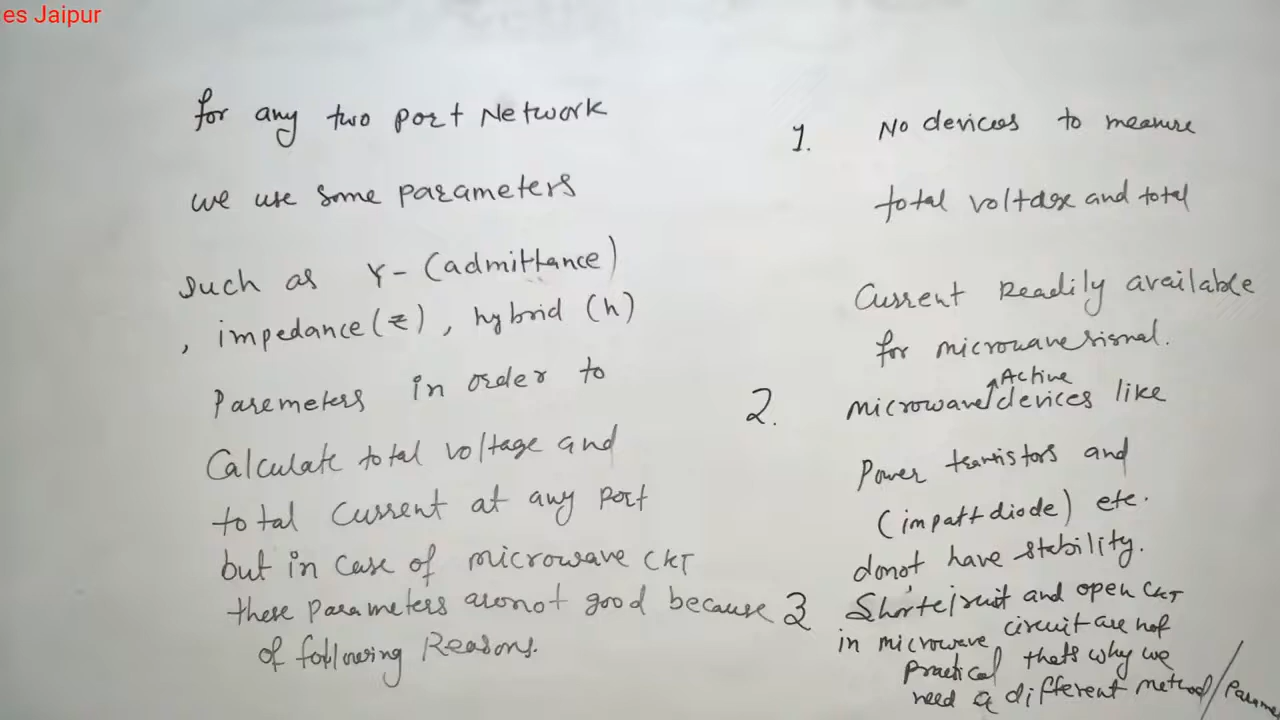 es Jaipur
for any two port Network
we use some parameters
such as Y- (admittance)
, impedance (z), hybrid (h)
Paremeters in order to
Calculate total voltage and
total current at any port
but in case of microwave CKT
these parameters are not good because
of following Reasons.
1. No devices to measure
total voltage and total
Current Readily available
for microwave signal.
2. microwave Active devices like
Power transistors and
(impatt diode) etc.
donot have stability.
3 Short circuit and open CKT
in microwave circuit are not
practical thats why we
need a different method/Parame